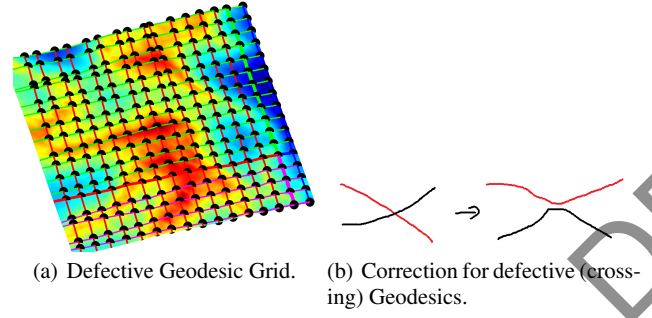 (a) Defective Geodesic Grid.
(b) Correction for defective (cross-
ing) Geodesics.